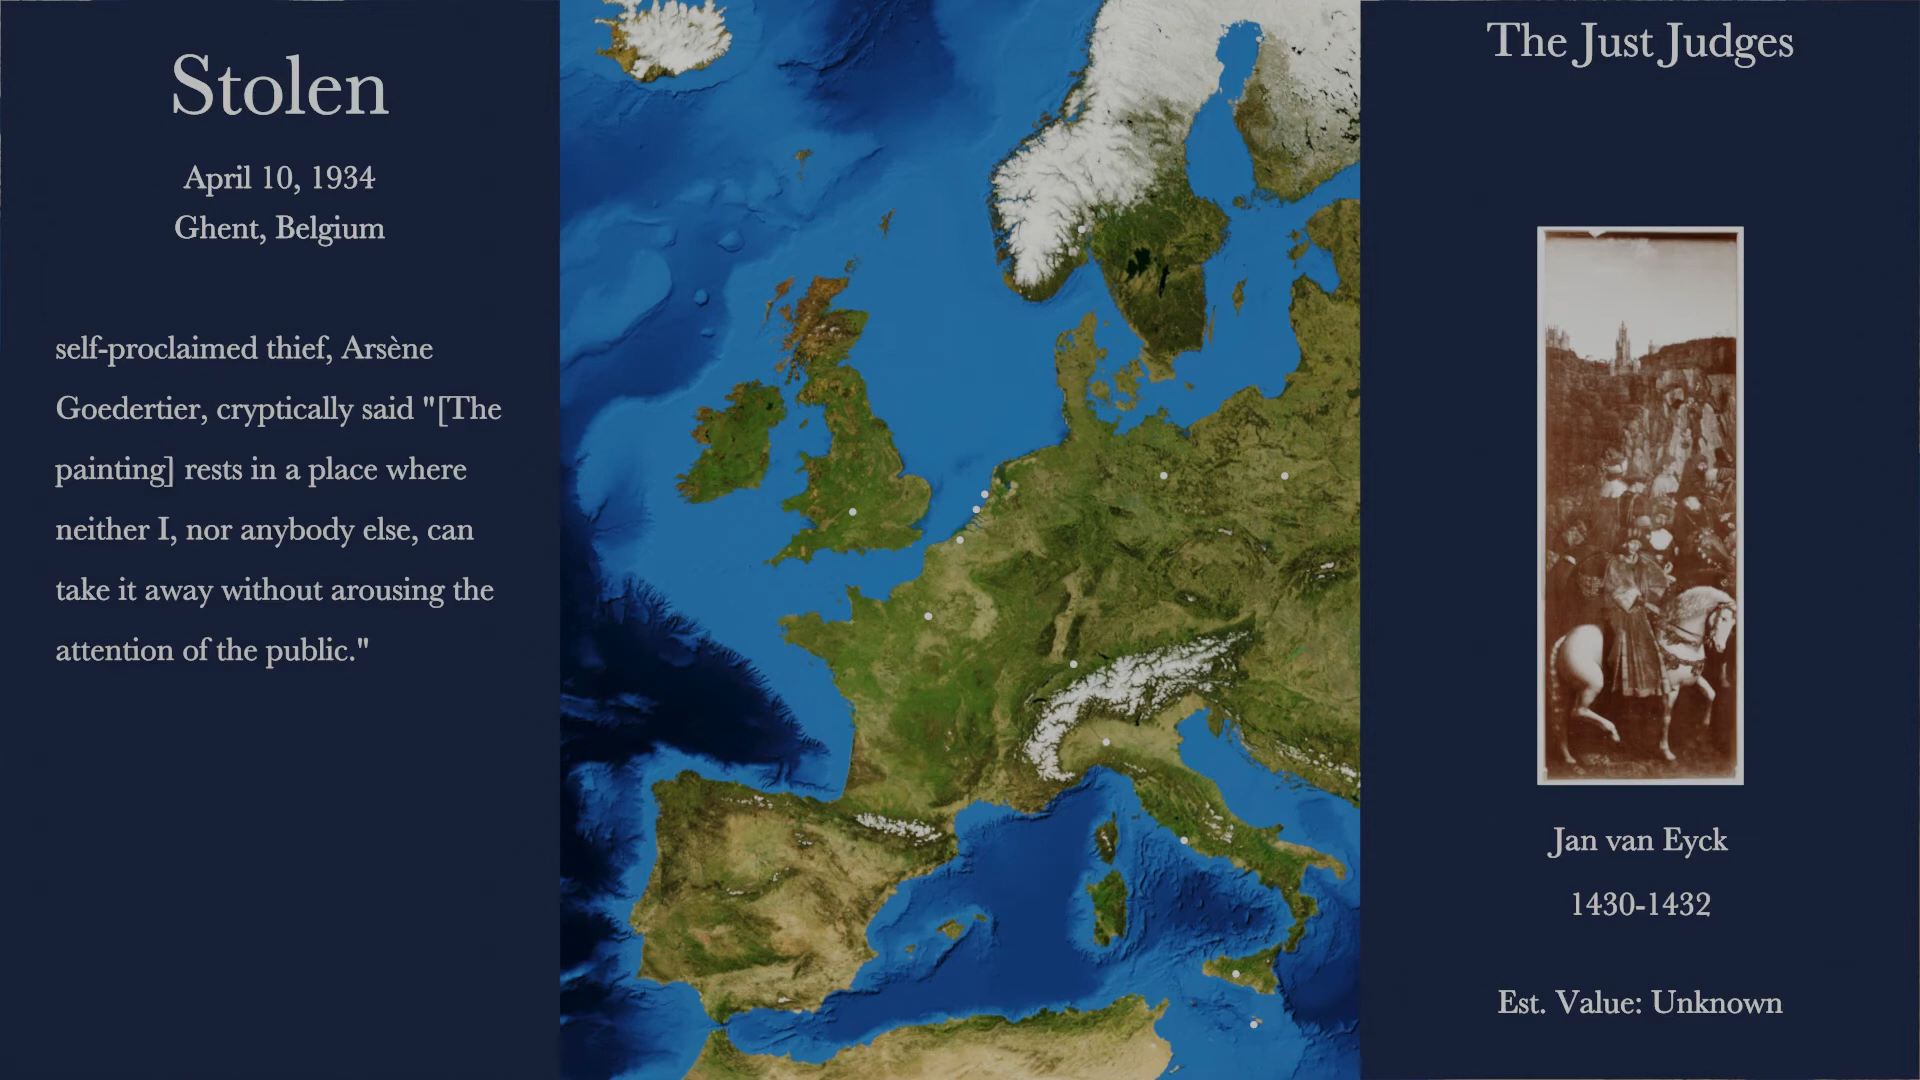 Stolen
April 10, 1934
Ghent, Belgium
self-proclaimed thief, Arsène
Goedertier, cryptically said "[The
painting] rests in a place where
neither I, nor anybody else, can
take it away without arousing the
attention of the public."
The Just Judges
Jan van Eyck
1430-1432
Est. Value: Unknown